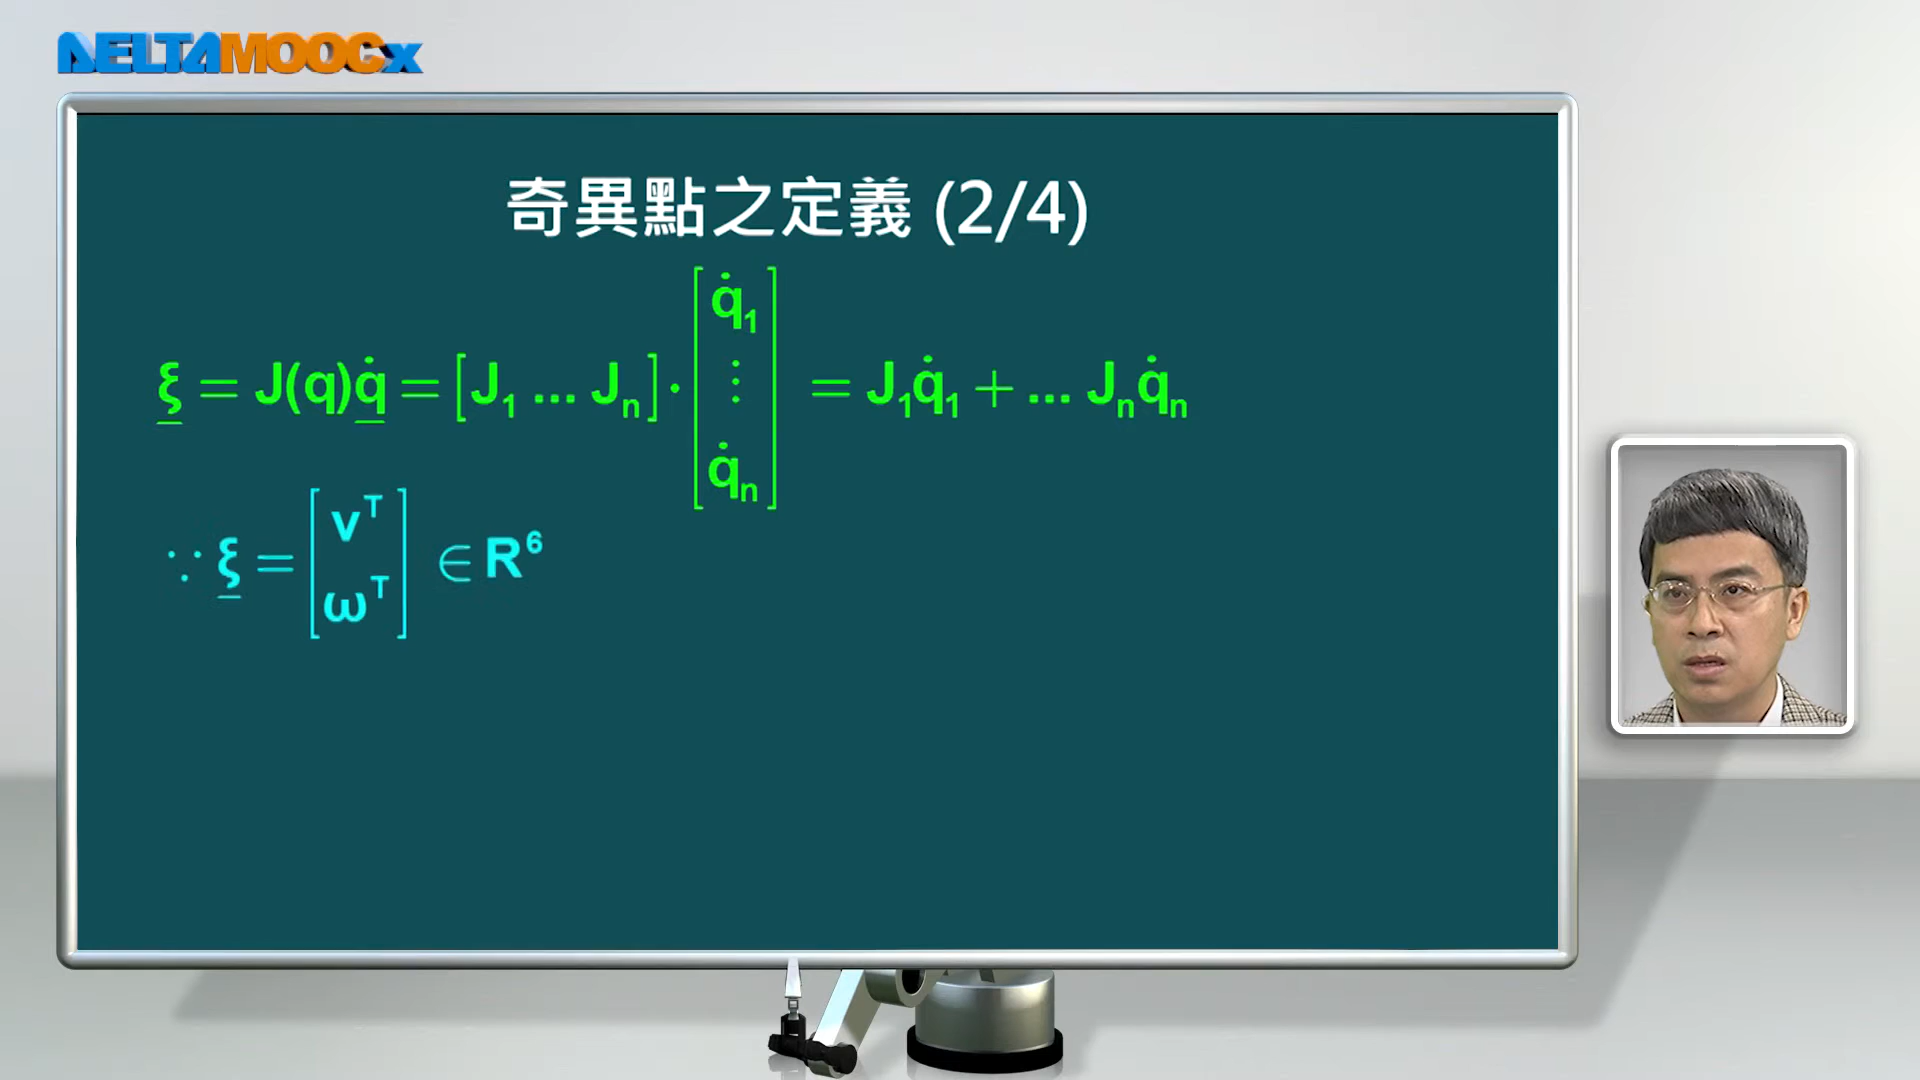 DELTAMOOCx
奇異點之定義 (2/4)
ξ = J(q)q̇ = [J₁ ... Jₙ] · [q̇₁ ⋮ q̇ₙ] = J₁q̇₁ + ... Jₙq̇ₙ
∵ ξ = [vᵀ ωᵀ] ∈ R⁶